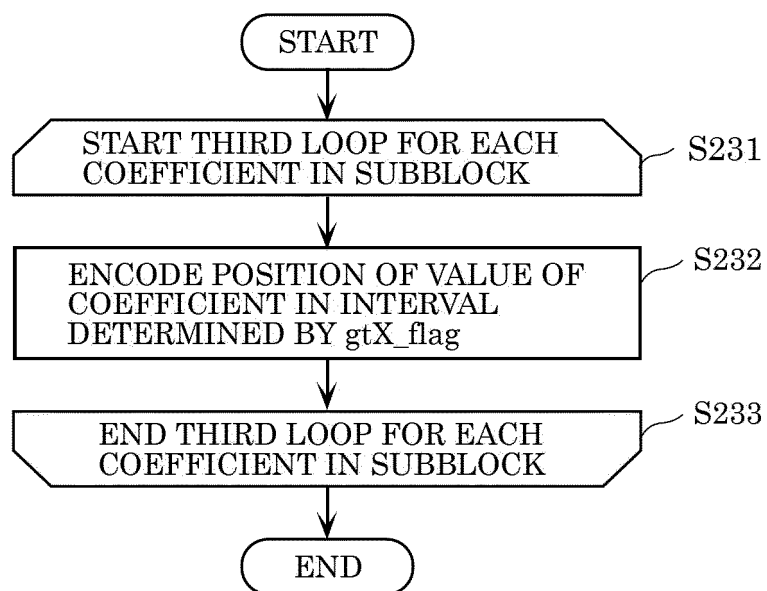 START
START THIRD LOOP FOR EACH
COEFFICIENT IN SUBBLOCK
S231
ENCODE POSITION OF VALUE OF
COEFFICIENT IN INTERVAL
DETERMINED BY gtX_flag
S232
END THIRD LOOP FOR EACH
COEFFICIENT IN SUBBLOCK
S233
END